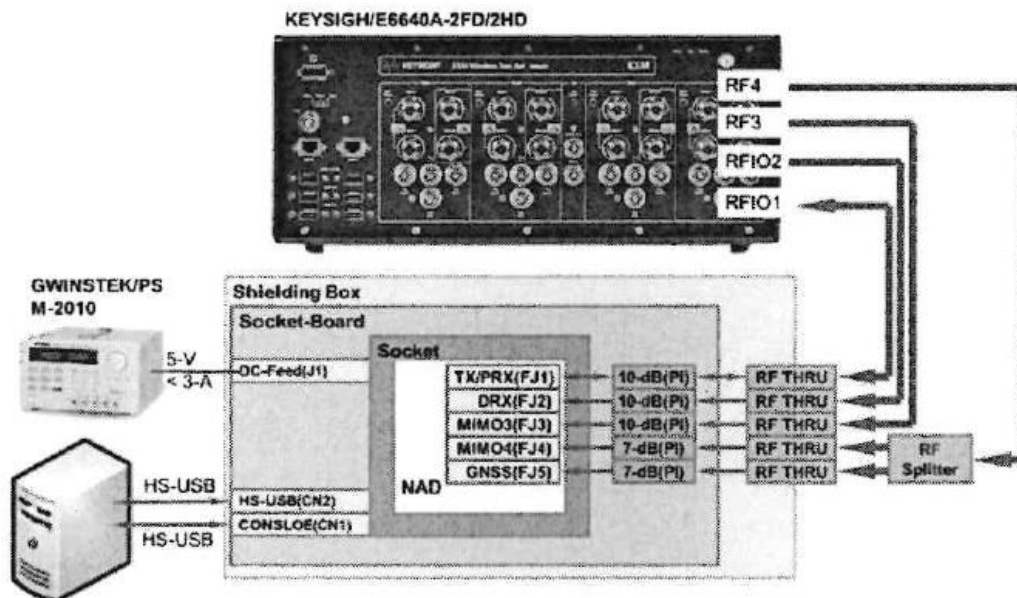 KEYSIGH/E6640A-2FD/2HD
RF4
RF3
RFIO2
RFIO1
GWINSTEK/PS
M-2010
5-V
< 3-A
Shielding Box
Socket-Board
Socket
DC-Feed(J1)
TX/PRX(FJ1) 10-dB(Pi) RF THRU
DRX(FJ2) 10-dB(Pi) RF THRU
MIMO3(FJ3) 10-dB(Pi) RF THRU
MIMO4(FJ4) 7-dB(Pi) RF THRU
GNSS(FJ5) 7-dB(Pi) RF THRU
RF
Splitter
NAD
HS-USB
HS-USB(CN2)
CONSLOE(CN1)
HS-USB